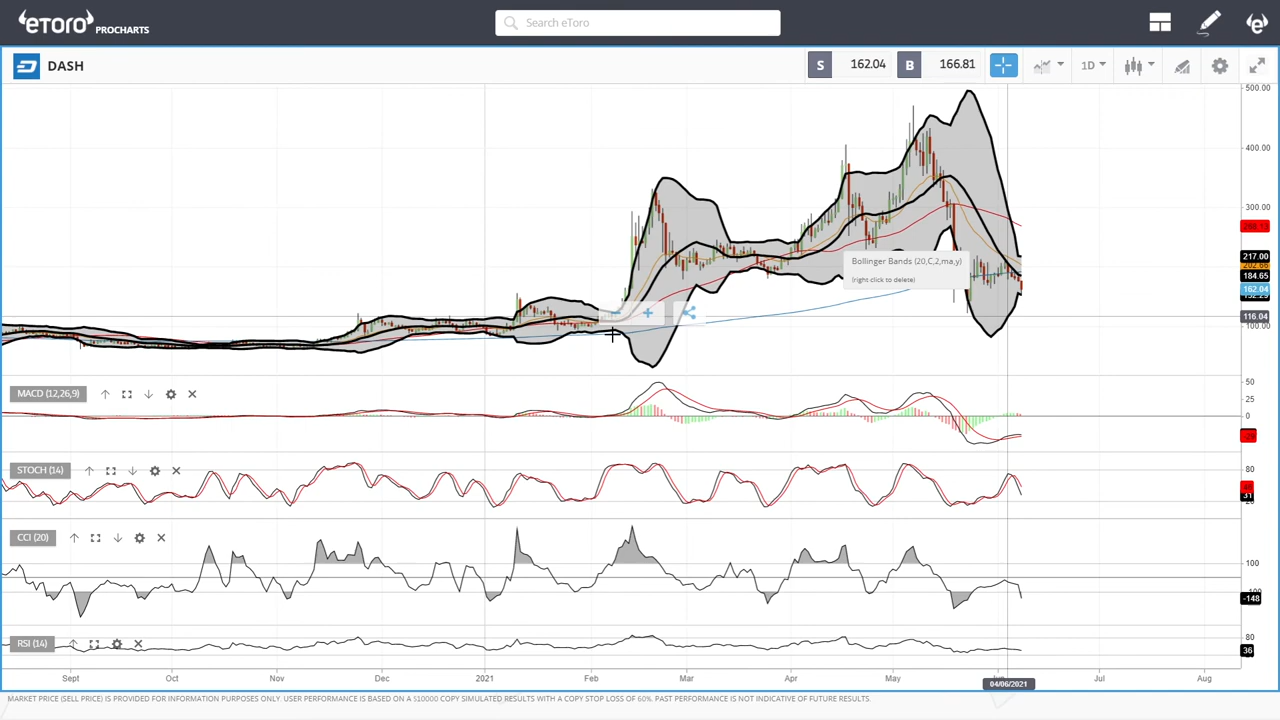 eToro PROCHARTS
Search eToro
DASH
S 162.04 B 166.81
1D
500.00
400.00
300.00
217.00
184.65
162.04
116.04
100.00
Bollinger Bands (20,C,2,ma,y)
(right click to delete)
MACD (12,26,9)
50
25
0
STOCH (14)
80
31
CCI (20)
100
-148
RSI (14)
80
36
Sept Oct Nov Dec 2021 Feb Mar Apr May Jul Aug
04/06/2021
MARKET PRICE (SELL PRICE) IS PROVIDED FOR INFORMATION PURPOSES ONLY. USER PERFORMANCE IS BASED ON A $10000 COPY SIMULATED RESULTS WITH A COPY STOP LOSS OF 60%. PAST PERFORMANCE IS NOT INDICATIVE OF FUTURE RESULTS.